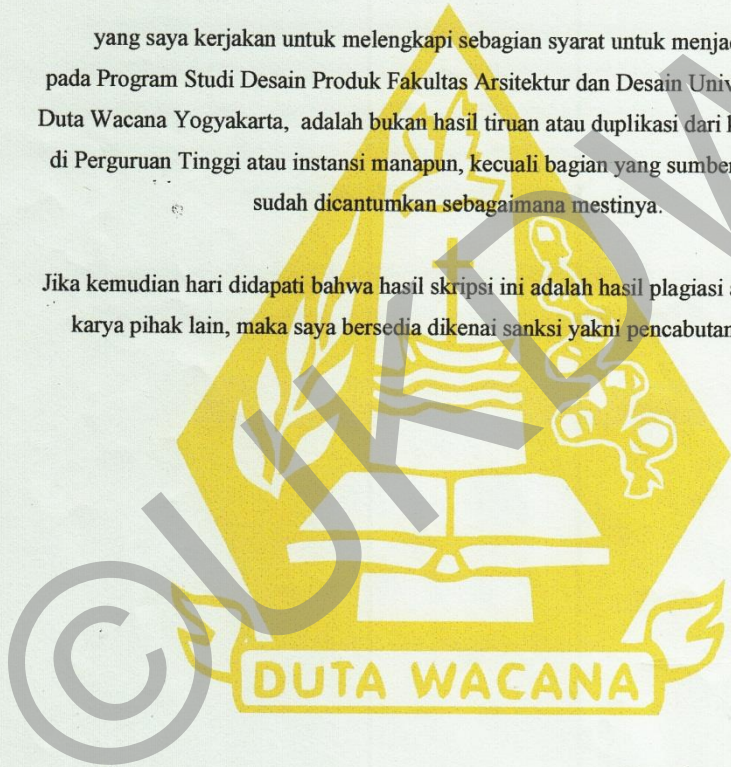 yang saya kerjakan untuk melengkapi sebagian syarat untuk
pada Program Studi Desain Produk Fakultas Arsitektur dan Desain
Duta Wacana Yogyakarta, adalah bukan hasil tiruan atau duplikasi dari
di Perguruan Tinggi atau instansi manapun, kecuali bagian yang
sudah dicantumkan sebagaimana mestinya.
Jika kemudian hari didapati bahwa hasil skripsi ini adalah hasil plagiasi
karya pihak lain, maka saya bersedia dikenai sanksi yakni pencabutan
DUTA WACANA
©UKDW